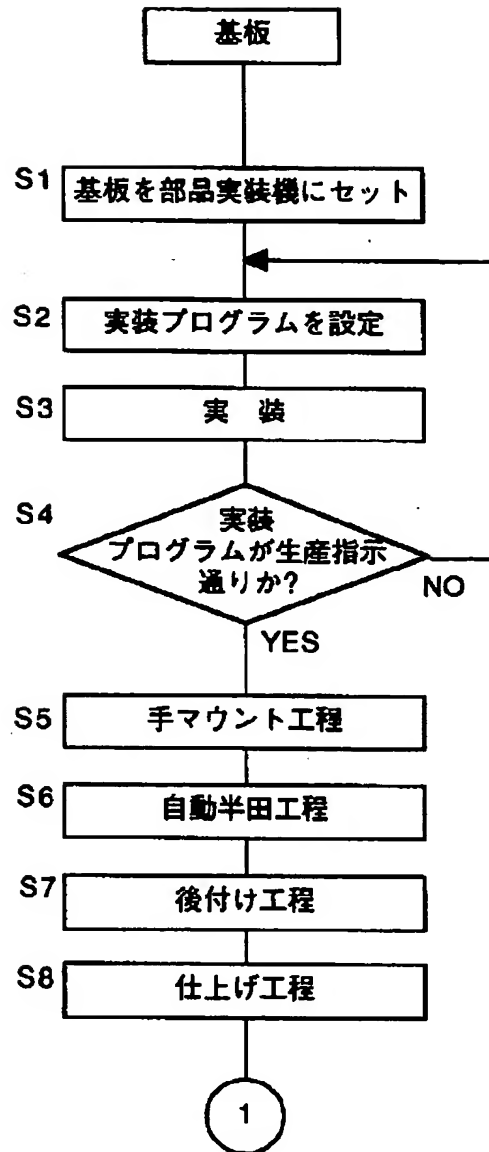 基板
S1 基板を部品実装機にセット
S2 実装プログラムを設定
S3 実 装
S4 実装
プログラムが生産指示
通りか?
NO
YES
S5 手マウント工程
S6 自動半田工程
S7 後付け工程
S8 仕上げ工程
1